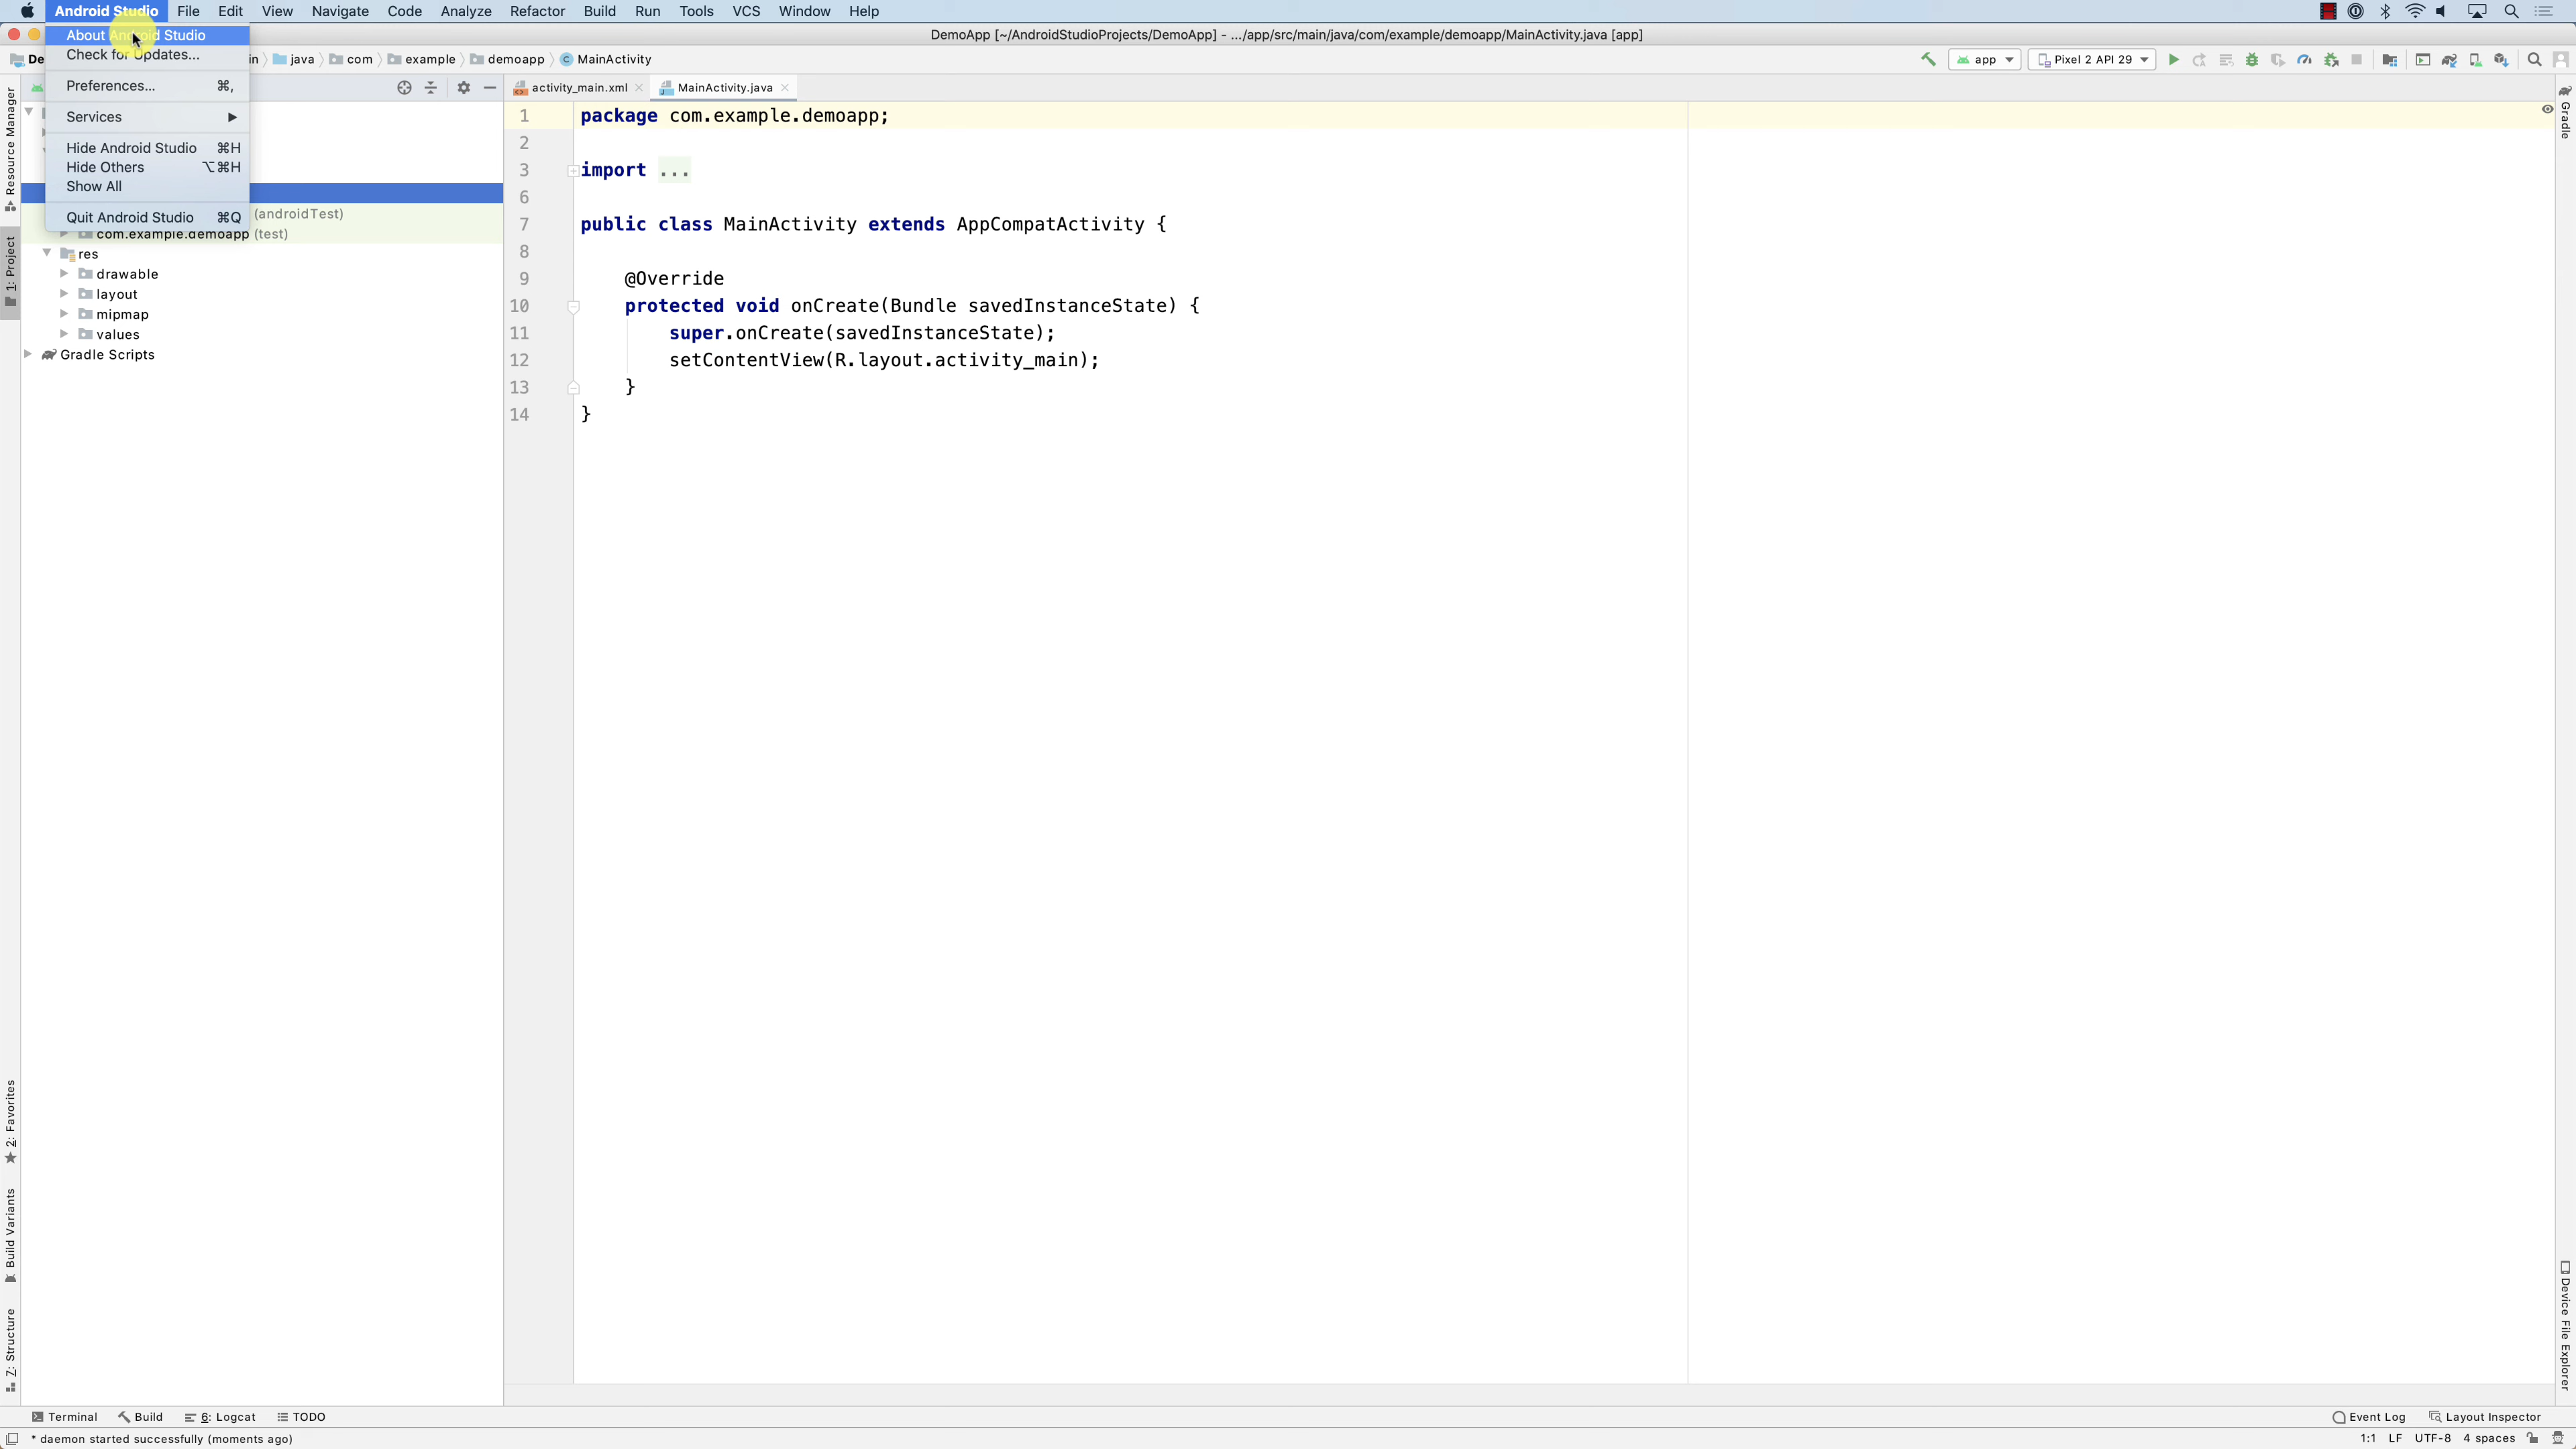 Android Studio File Edit View Navigate Code Analyze Refactor Build Run Tools VCS Window Help
DemoApp [~/AndroidStudioProjects/DemoApp] - .../app/src/main/java/com/example/demoapp/MainActivity.java [app]
About Android Studio
Check for Updates...
Preferences... ⌘,
Services
Hide Android Studio ⌘H
Hide Others ⌥⌘H
Show All
Quit Android Studio ⌘Q
java com example demoapp MainActivity
app Pixel 2 API 29
Resource Manager
1: Project
(androidTest)
com.example.demoapp (test)
res
drawable
layout
mipmap
values
Gradle Scripts
activity_main.xml MainActivity.java
1 package com.example.demoapp;
2
3 import ...
6
7 public class MainActivity extends AppCompatActivity {
8
9 @Override
10 protected void onCreate(Bundle savedInstanceState) {
11 super.onCreate(savedInstanceState);
12 setContentView(R.layout.activity_main);
13 }
14 }
Gradle
Device File Explorer
2: Favorites
Build Variants
Z: Structure
Terminal Build 6: Logcat TODO
Event Log Layout Inspector
* daemon started successfully (moments ago)
1:1 LF UTF-8 4 spaces